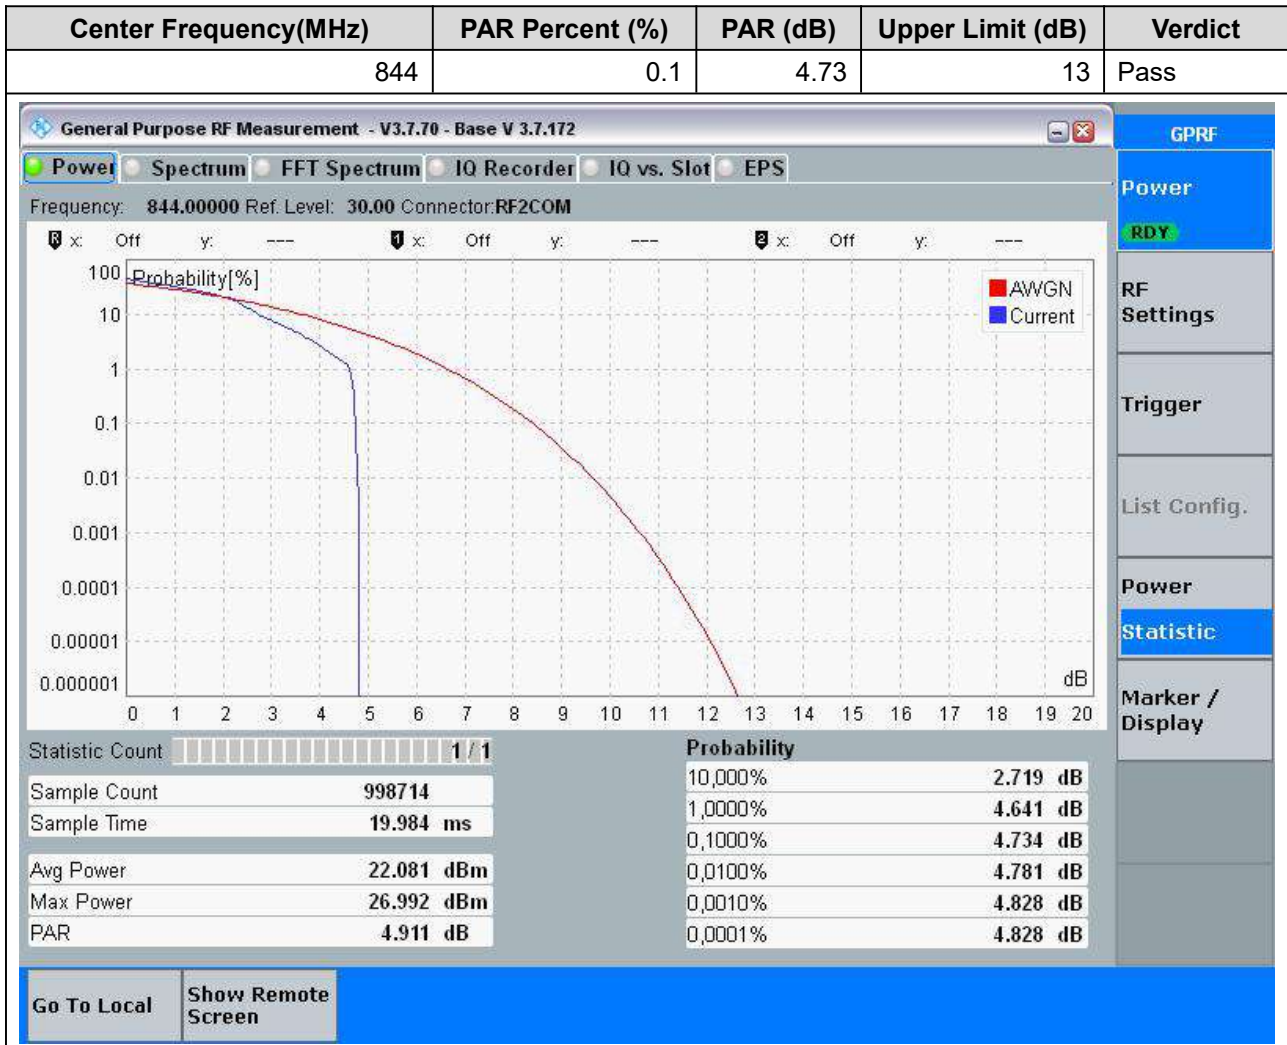 Center Frequency(MHz) PAR Percent (%) PAR (dB) Upper Limit (dB) Verdict
844 0.1 4.73 13 Pass
General Purpose RF Measurement - V3.7.70 - Base V 3.7.172
GPRF
Power Spectrum FFT Spectrum IQ Recorder IQ vs. Slot EPS
Power
RDY
Frequency: 844.00000 Ref. Level: 30.00 Connector:RF2COM
R x: Off y: --- 1 x: Off y: --- 2 x: Off y: ---
Probability[%]
AWGN
Current
100
10
1
0.1
0.01
0.001
0.0001
0.00001
0.000001
dB
0 1 2 3 4 5 6 7 8 9 10 11 12 13 14 15 16 17 18 19 20
RF
Settings
Trigger
List Config.
Power
Statistic
Marker /
Display
Statistic Count 1 / 1
Sample Count 998714
Sample Time 19.984 ms
Avg Power 22.081 dBm
Max Power 26.992 dBm
PAR 4.911 dB
Probability
10,000% 2.719 dB
1,0000% 4.641 dB
0,1000% 4.734 dB
0,0100% 4.781 dB
0,0010% 4.828 dB
0,0001% 4.828 dB
Go To Local
Show Remote
Screen